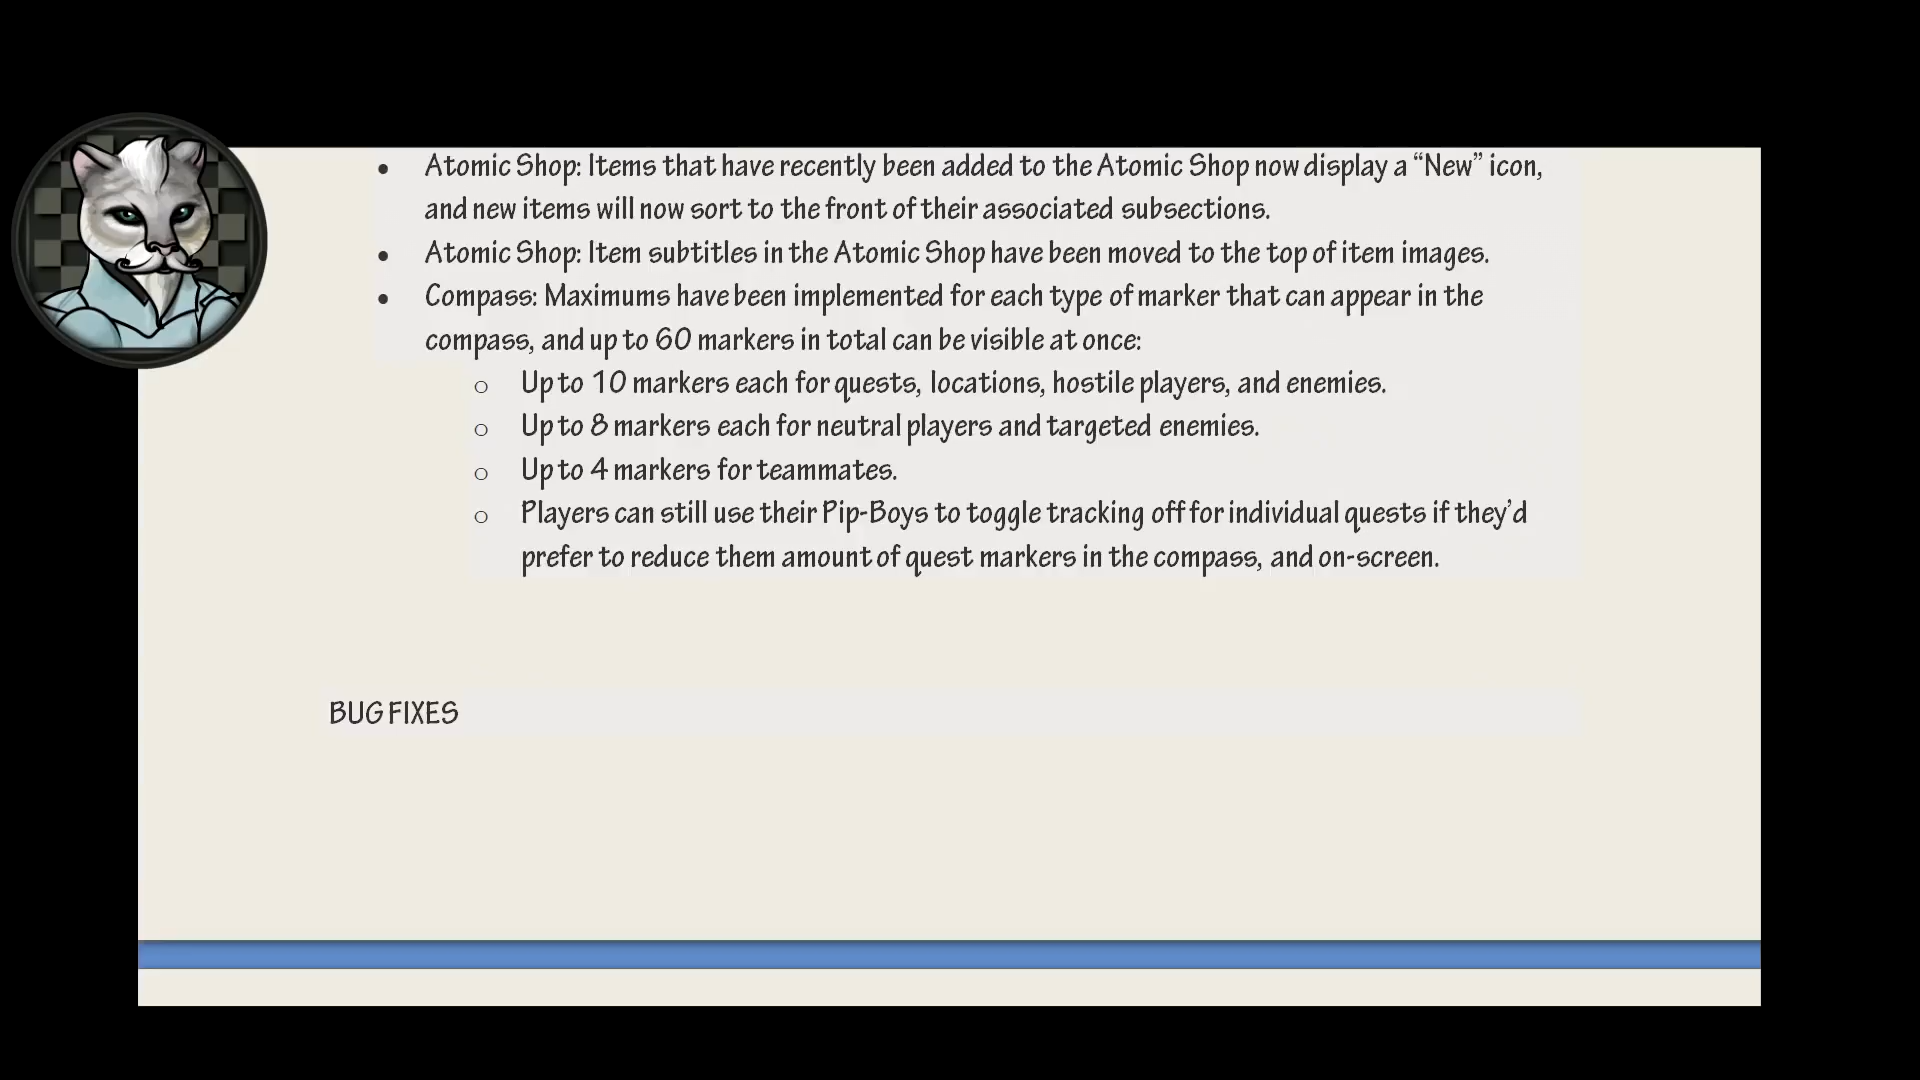 • Atomic Shop: Items that have recently been added to the Atomic Shop now display a “New” icon,
and new items will now sort to the front of their associated subsections.
• Atomic Shop: Item subtitles in the Atomic Shop have been moved to the top of item images.
• Compass: Maximums have been implemented for each type of marker that can appear in the
compass, and up to 60 markers in total can be visible at once:
o Up to 10 markers each for quests, locations, hostile players, and enemies.
o Up to 8 markers each for neutral players and targeted enemies.
o Up to 4 markers for teammates.
o Players can still use their Pip-Boys to toggle tracking off for individual quests if they’d
prefer to reduce them amount of quest markers in the compass, and on-screen.
BUG FIXES